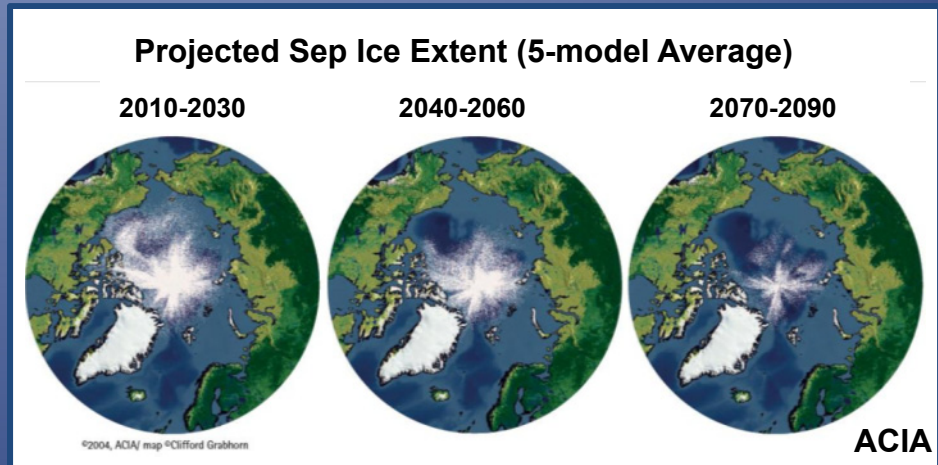 Projected Sep Ice Extent (5-model Average)
2010-2030 2040-2060 2070-2090
©2004, ACIA/ map ©Clifford Grabhorn
ACIA